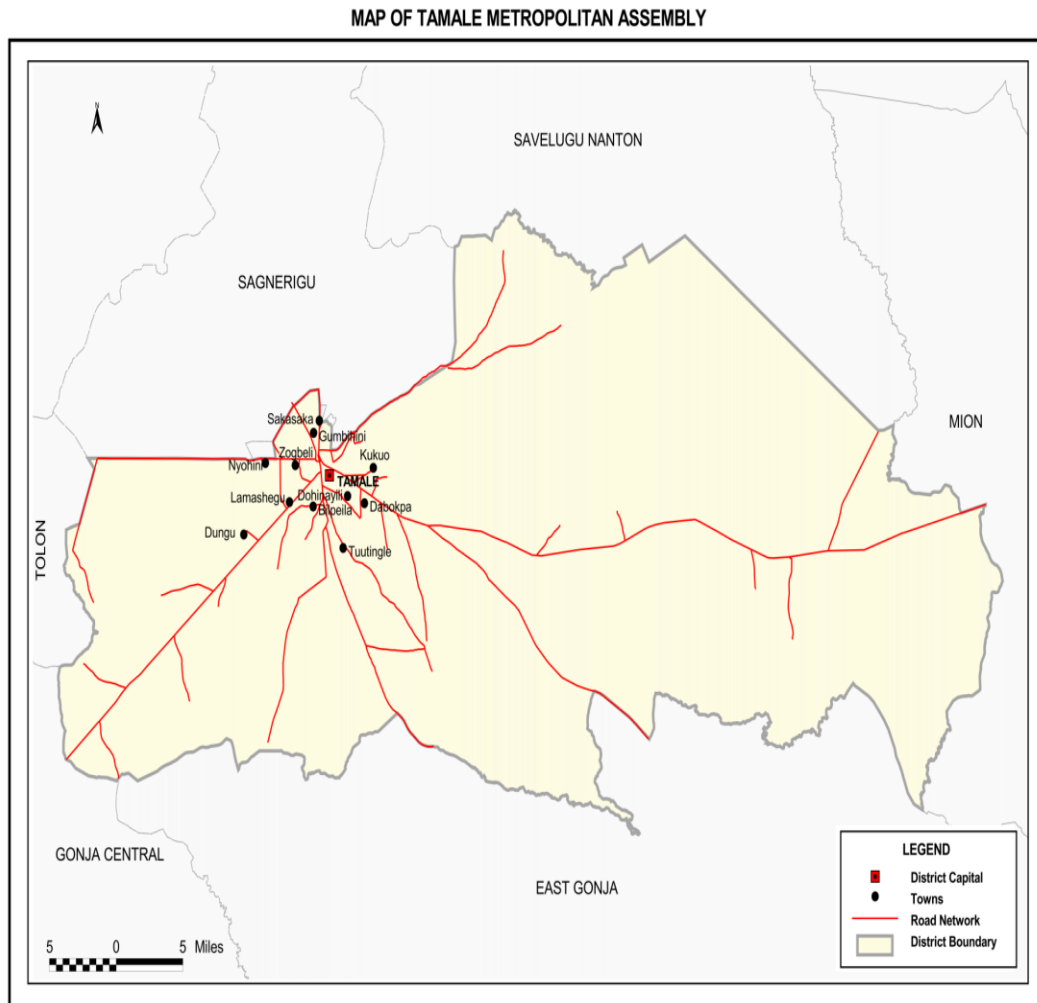 MAP OF TAMALE METROPOLITAN ASSEMBLY
N
SAVELUGU NANTON
SAGNERIGU
MION
TOLON
Sakasaka
Gumbihini
Zogbeli
Nyohini
Kukuo
TAMALE
Lamashegu
Dohinayili
Bilpeila
Dabokpa
Dungu
Tuutingle
GONJA CENTRAL
EAST GONJA
5 0 5 Miles
LEGEND
District Capital
Towns
Road Network
District Boundary